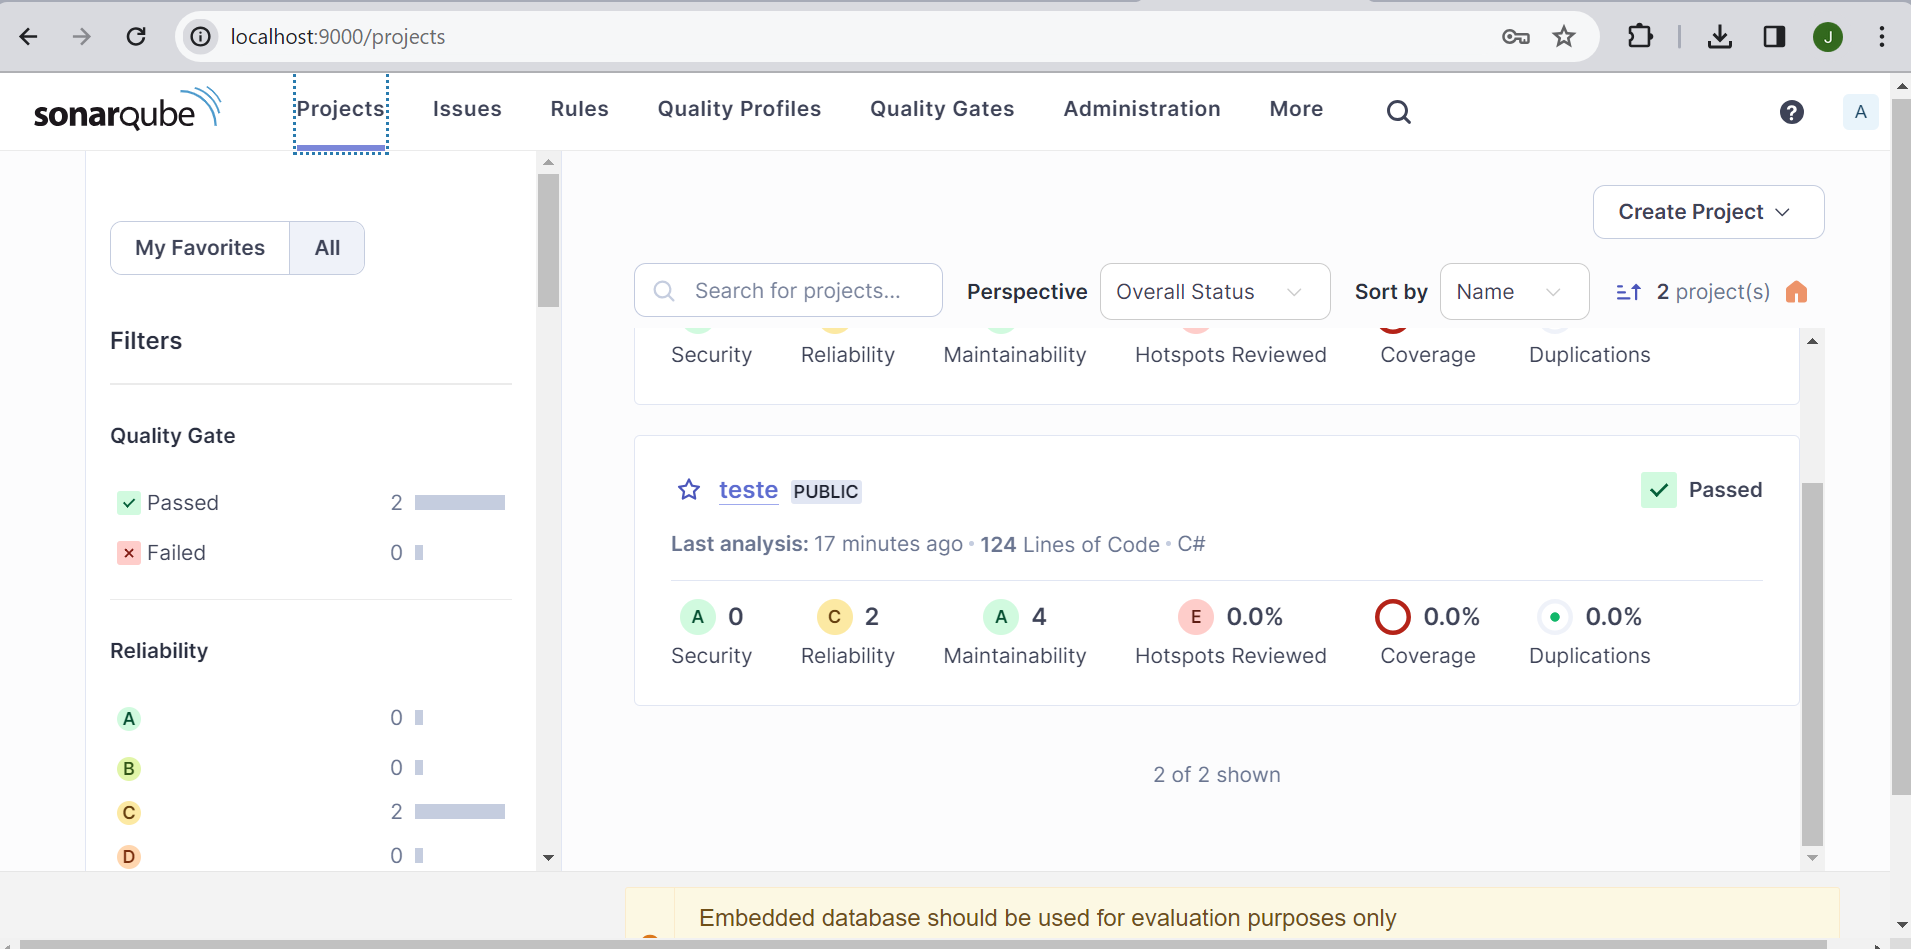 localhost:9000/projects
J
sonarqube
Projects
Issues
Rules
Quality Profiles
Quality Gates
Administration
More
?
A
My Favorites
All
Create Project
Search for projects...
Perspective
Overall Status
Sort by
Name
2 project(s)
Filters
Security
Reliability
Maintainability
Hotspots Reviewed
Coverage
Duplications
Quality Gate
Passed 2
Failed 0
teste PUBLIC
Passed
Last analysis: 17 minutes ago • 124 Lines of Code • C#
A 0
C 2
A 4
E 0.0%
0.0%
0.0%
Security
Reliability
Maintainability
Hotspots Reviewed
Coverage
Duplications
Reliability
A 0
B 0
C 2
D 0
2 of 2 shown
Embedded database should be used for evaluation purposes only